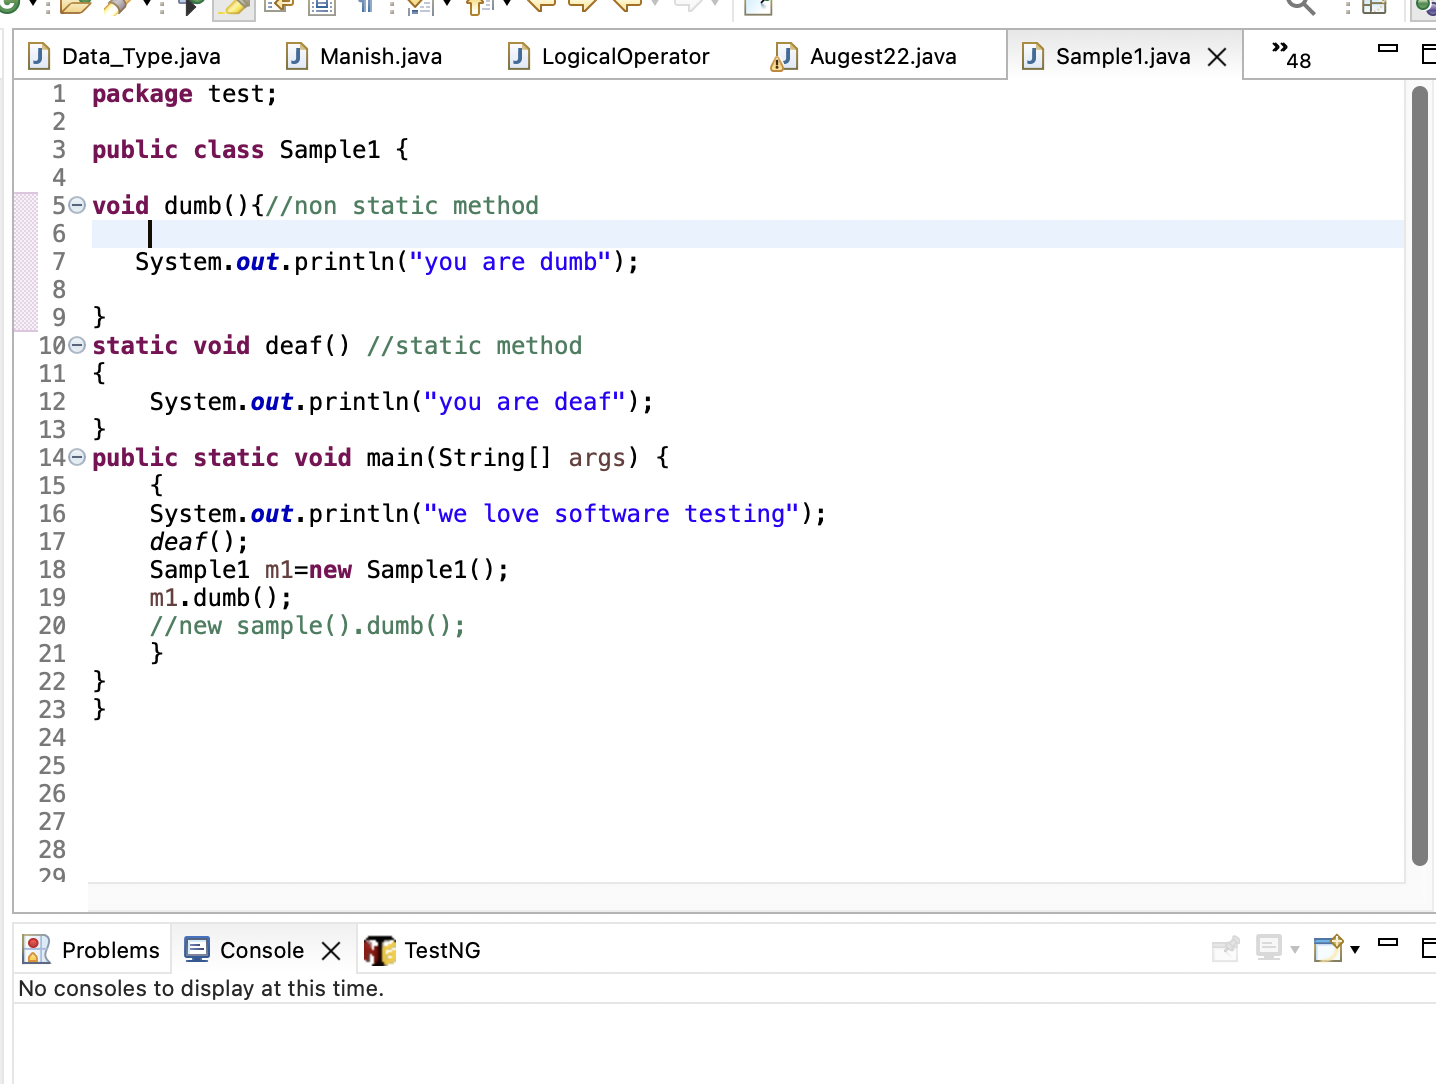 Data_Type.java Manish.java LogicalOperator Augest22.java Sample1.java »48
1 package test;
2
3 public class Sample1 {
4
5 void dumb(){//non static method
6
7 System.out.println("you are dumb");
8
9 }
10 static void deaf() //static method
11 {
12 System.out.println("you are deaf");
13 }
14 public static void main(String[] args) {
15 {
16 System.out.println("we love software testing");
17 deaf();
18 Sample1 m1=new Sample1();
19 m1.dumb();
20 //new sample().dumb();
21 }
22 }
23 }
24
25
26
27
28
29
Problems Console TestNG
No consoles to display at this time.